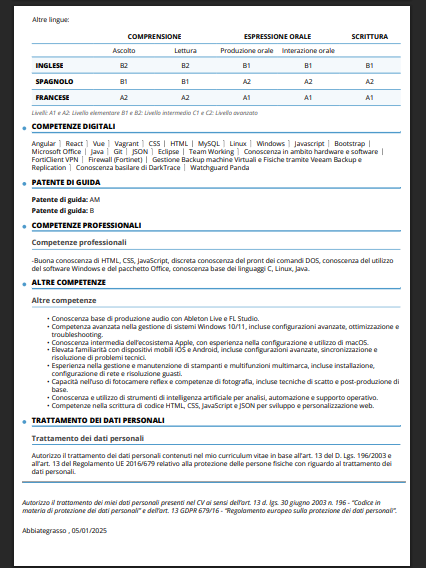 Altre lingue:
COMPRENSIONE ESPRESSIONE ORALE SCRITTURA
Ascolto Lettura Produzione orale Interazione orale
INGLESE B2 B2 B1 B1 B1
SPAGNOLO B1 B1 A2 A2 A2
FRANCESE A2 A2 A1 A1 A1
Livelli: A1 e A2: Livello elementare B1 e B2: Livello intermedio C1 e C2: Livello avanzato
COMPETENZE DIGITALI
Angular | React | Vue | Vagrant | CSS | HTML | MySQL | Linux | Windows | Javascript | Bootstrap |
Microsoft Office | Java | Git | JSON | Eclipse | Team Working | Conoscenza in ambito hardware e software |
FortiClient VPN | Firewall (Fortinet) | Gestione Backup machine Virtuali e Fisiche tramite Veeam Backup e
Replication | Conoscenza basilare di DarkTrace | Watchguard Panda
PATENTE DI GUIDA
Patente di guida: AM
Patente di guida: B
COMPETENZE PROFESSIONALI
Competenze professionali
-Buona conoscenza di HTML, CSS, JavaScript, discreta conoscenza del pront dei comandi DOS, conoscenza del utilizzo
del software Windows e del pacchetto Office, conoscenza base dei linguaggi C, Linux, Java.
ALTRE COMPETENZE
Altre competenze
• Conoscenza base di produzione audio con Ableton Live e FL Studio.
• Competenza avanzata nella gestione di sistemi Windows 10/11, incluse configurazioni avanzate, ottimizzazione e
troubleshooting.
• Conoscenza intermedia dell'ecosistema Apple, con esperienza nella configurazione e utilizzo di macOS.
• Elevata familiarità con dispositivi mobili iOS e Android, incluse configurazioni avanzate, sincronizzazione e
risoluzione di problemi tecnici.
• Esperienza nella gestione e manutenzione di stampanti e multifunzioni multimarca, incluse installazione,
configurazione di rete e risoluzione guasti.
• Capacità nell'uso di fotocamere reflex e competenze di fotografia, incluse tecniche di scatto e post-produzione di
base.
• Conoscenza e utilizzo di strumenti di intelligenza artificiale per analisi, automazione e supporto operativo.
• Competenze nella scrittura di codice HTML, CSS, JavaScript e JSON per sviluppo e personalizzazione web.
TRATTAMENTO DEI DATI PERSONALI
Trattamento dei dati personali
Autorizzo il trattamento dei dati personali contenuti nel mio curriculum vitae in base all'art. 13 del D. Lgs. 196/2003 e
all'art. 13 del Regolamento UE 2016/679 relativo alla protezione delle persone fisiche con riguardo al trattamento dei
dati personali.
Autorizzo il trattamento dei miei dati personali presenti nel CV ai sensi dell'art. 13 d. lgs. 30 giugno 2003 n. 196 - "Codice in
materia di protezione dei dati personali" e dell'art. 13 GDPR 679/16 - "Regolamento europeo sulla protezione dei dati personali".
Abbiategrasso , 05/01/2025